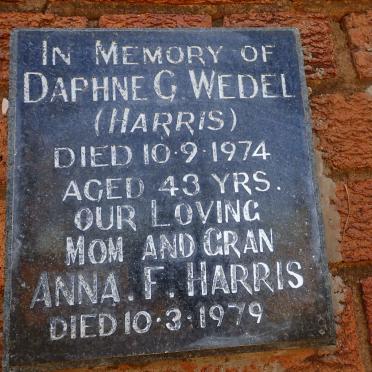 IN MEMORY OF
DAPHNE G WEDEL
(HARRIS)
DIED 10·9·1974
AGED 43 YRS.
OUR LOVING
MOM AND GRAN
ANNA. F. HARRIS
DIED 10·3·1979